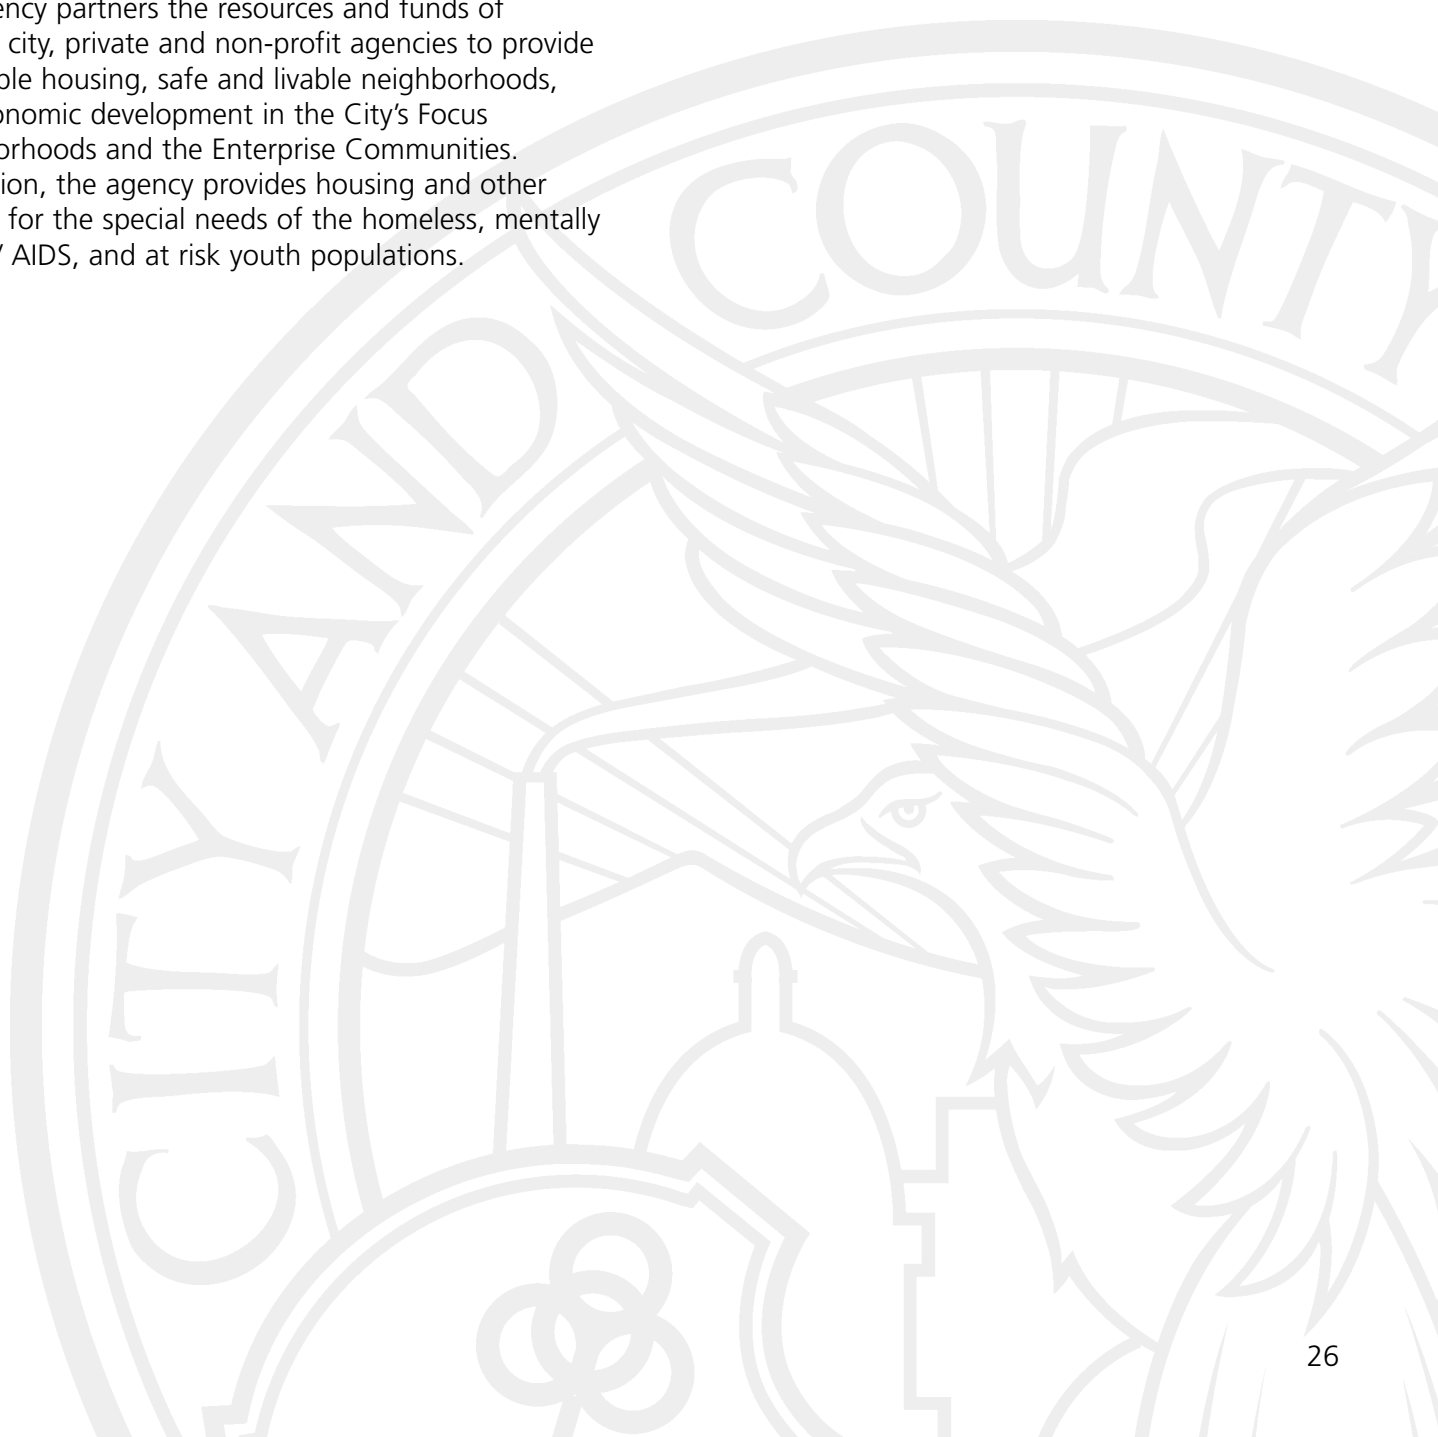 ency partners the resources and funds of
city, private and non-profit agencies to provide
ble housing, safe and livable neighborhoods,
onomic development in the City's Focus
orhoods and the Enterprise Communities.
ion, the agency provides housing and other
for the special needs of the homeless, mentally
AIDS, and at risk youth populations.
CITY AND COUNTY
26